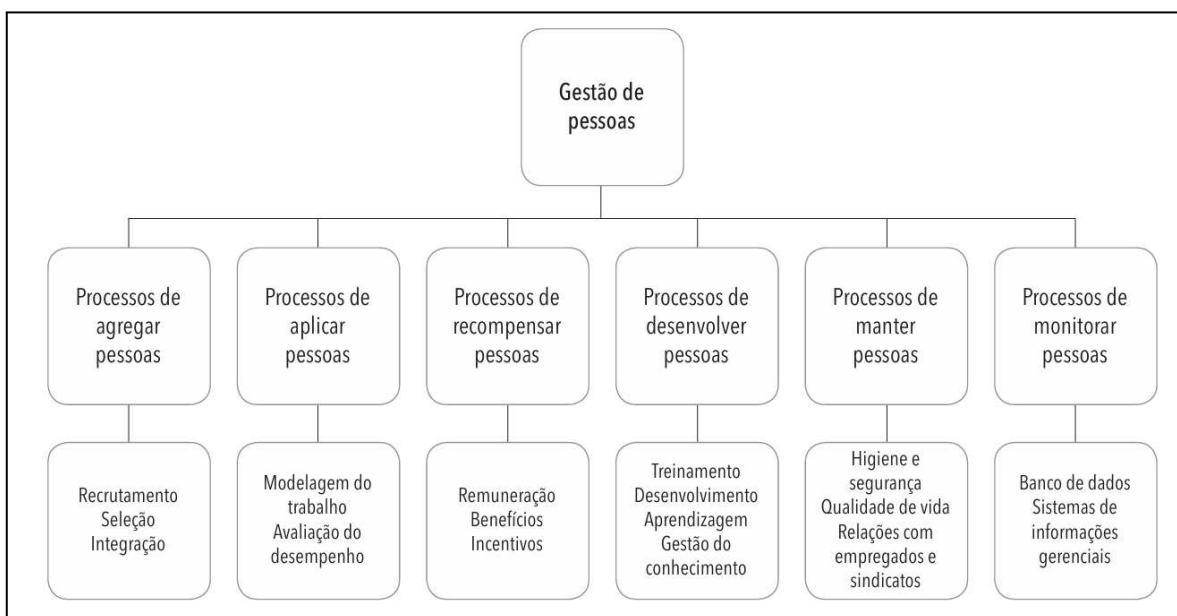 Gestão de
pessoas
Processos de
agregar
pessoas
Processos de
aplicar
pessoas
Processos de
recompensar
pessoas
Processos de
desenvolver
pessoas
Processos de
manter
pessoas
Processos de
monitorar
pessoas
Recrutamento
Seleção
Integração
Modelagem do
trabalho
Avaliação do
desempenho
Remuneração
Benefícios
Incentivos
Treinamento
Desenvolvimento
Aprendizagem
Gestão do
conhecimento
Higiene e
segurança
Qualidade de vida
Relações com
empregados e
sindicatos
Banco de dados
Sistemas de
informações
gerenciais